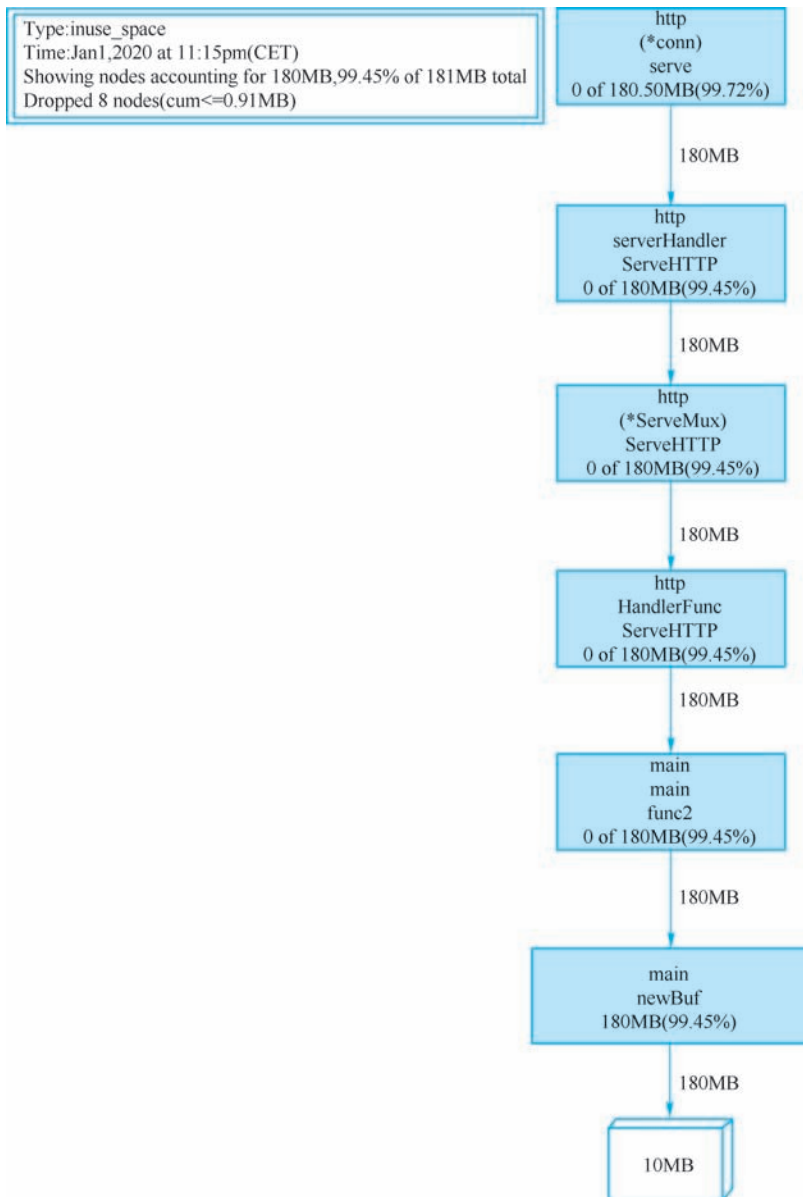 Type:inuse_space
Time:Jan1,2020 at 11:15pm(CET)
Showing nodes accounting for 180MB,99.45% of 181MB total
Dropped 8 nodes(cum<=0.91MB)
http
(*conn)
serve
0 of 180.50MB(99.72%)
180MB
http
serverHandler
ServeHTTP
0 of 180MB(99.45%)
180MB
http
(*ServeMux)
ServeHTTP
0 of 180MB(99.45%)
180MB
http
HandlerFunc
ServeHTTP
0 of 180MB(99.45%)
180MB
main
main
func2
0 of 180MB(99.45%)
180MB
main
newBuf
180MB(99.45%)
180MB
10MB